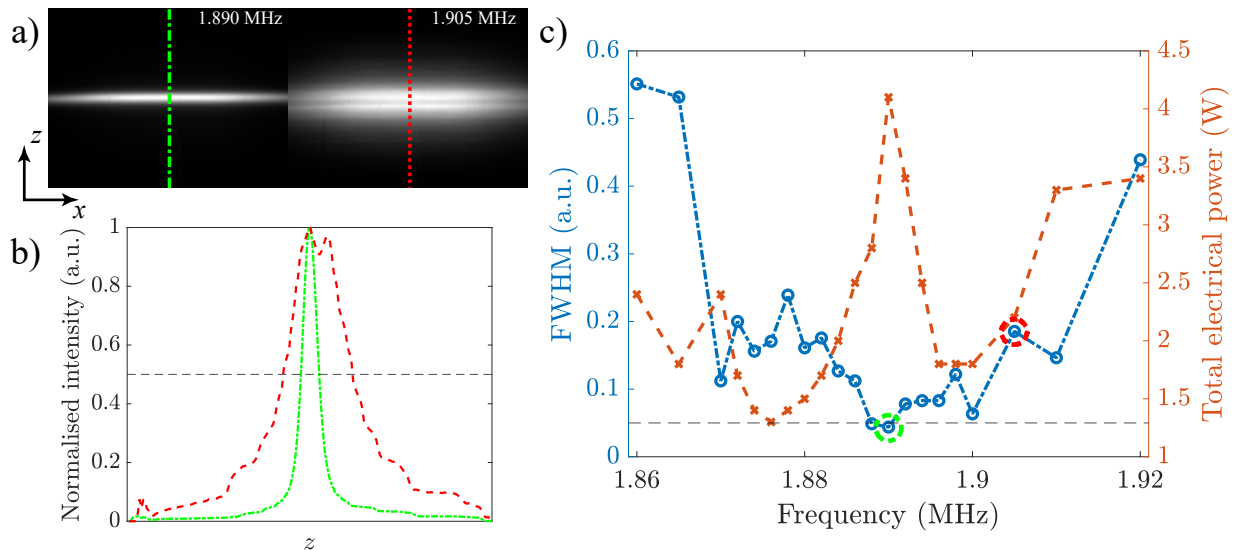 a)
1.890 MHz
1.905 MHz
z
x
b)
Normalised intensity (a.u.)
1
0.8
0.6
0.4
0.2
0
z
c)
FWHM (a.u.)
0.6
0.5
0.4
0.3
0.2
0.1
0
Total electrical power (W)
4.5
4
3.5
3
2.5
2
1.5
1
1.86
1.88
1.9
1.92
Frequency (MHz)